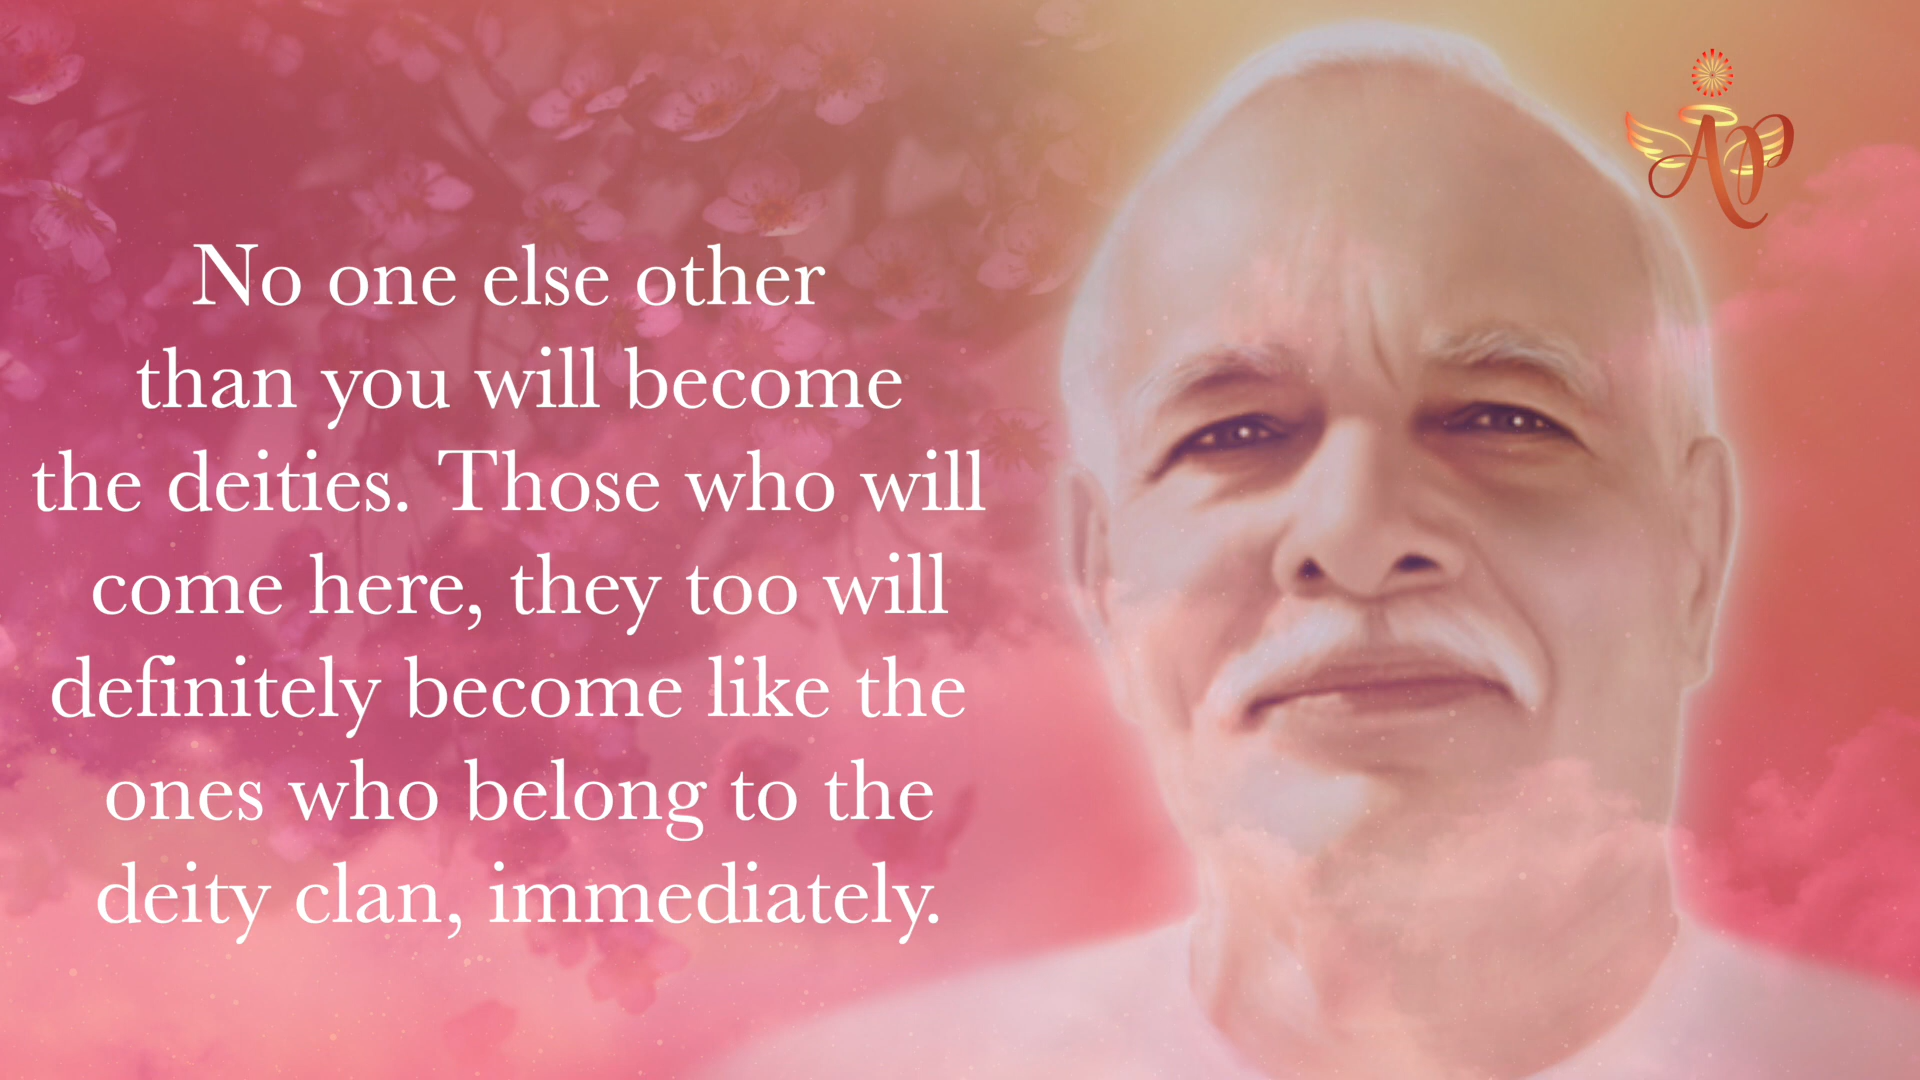 No one else other
than you will become
the deities. Those who will
come here, they too will
definitely become like the
ones who belong to the
deity clan, immediately.
AP